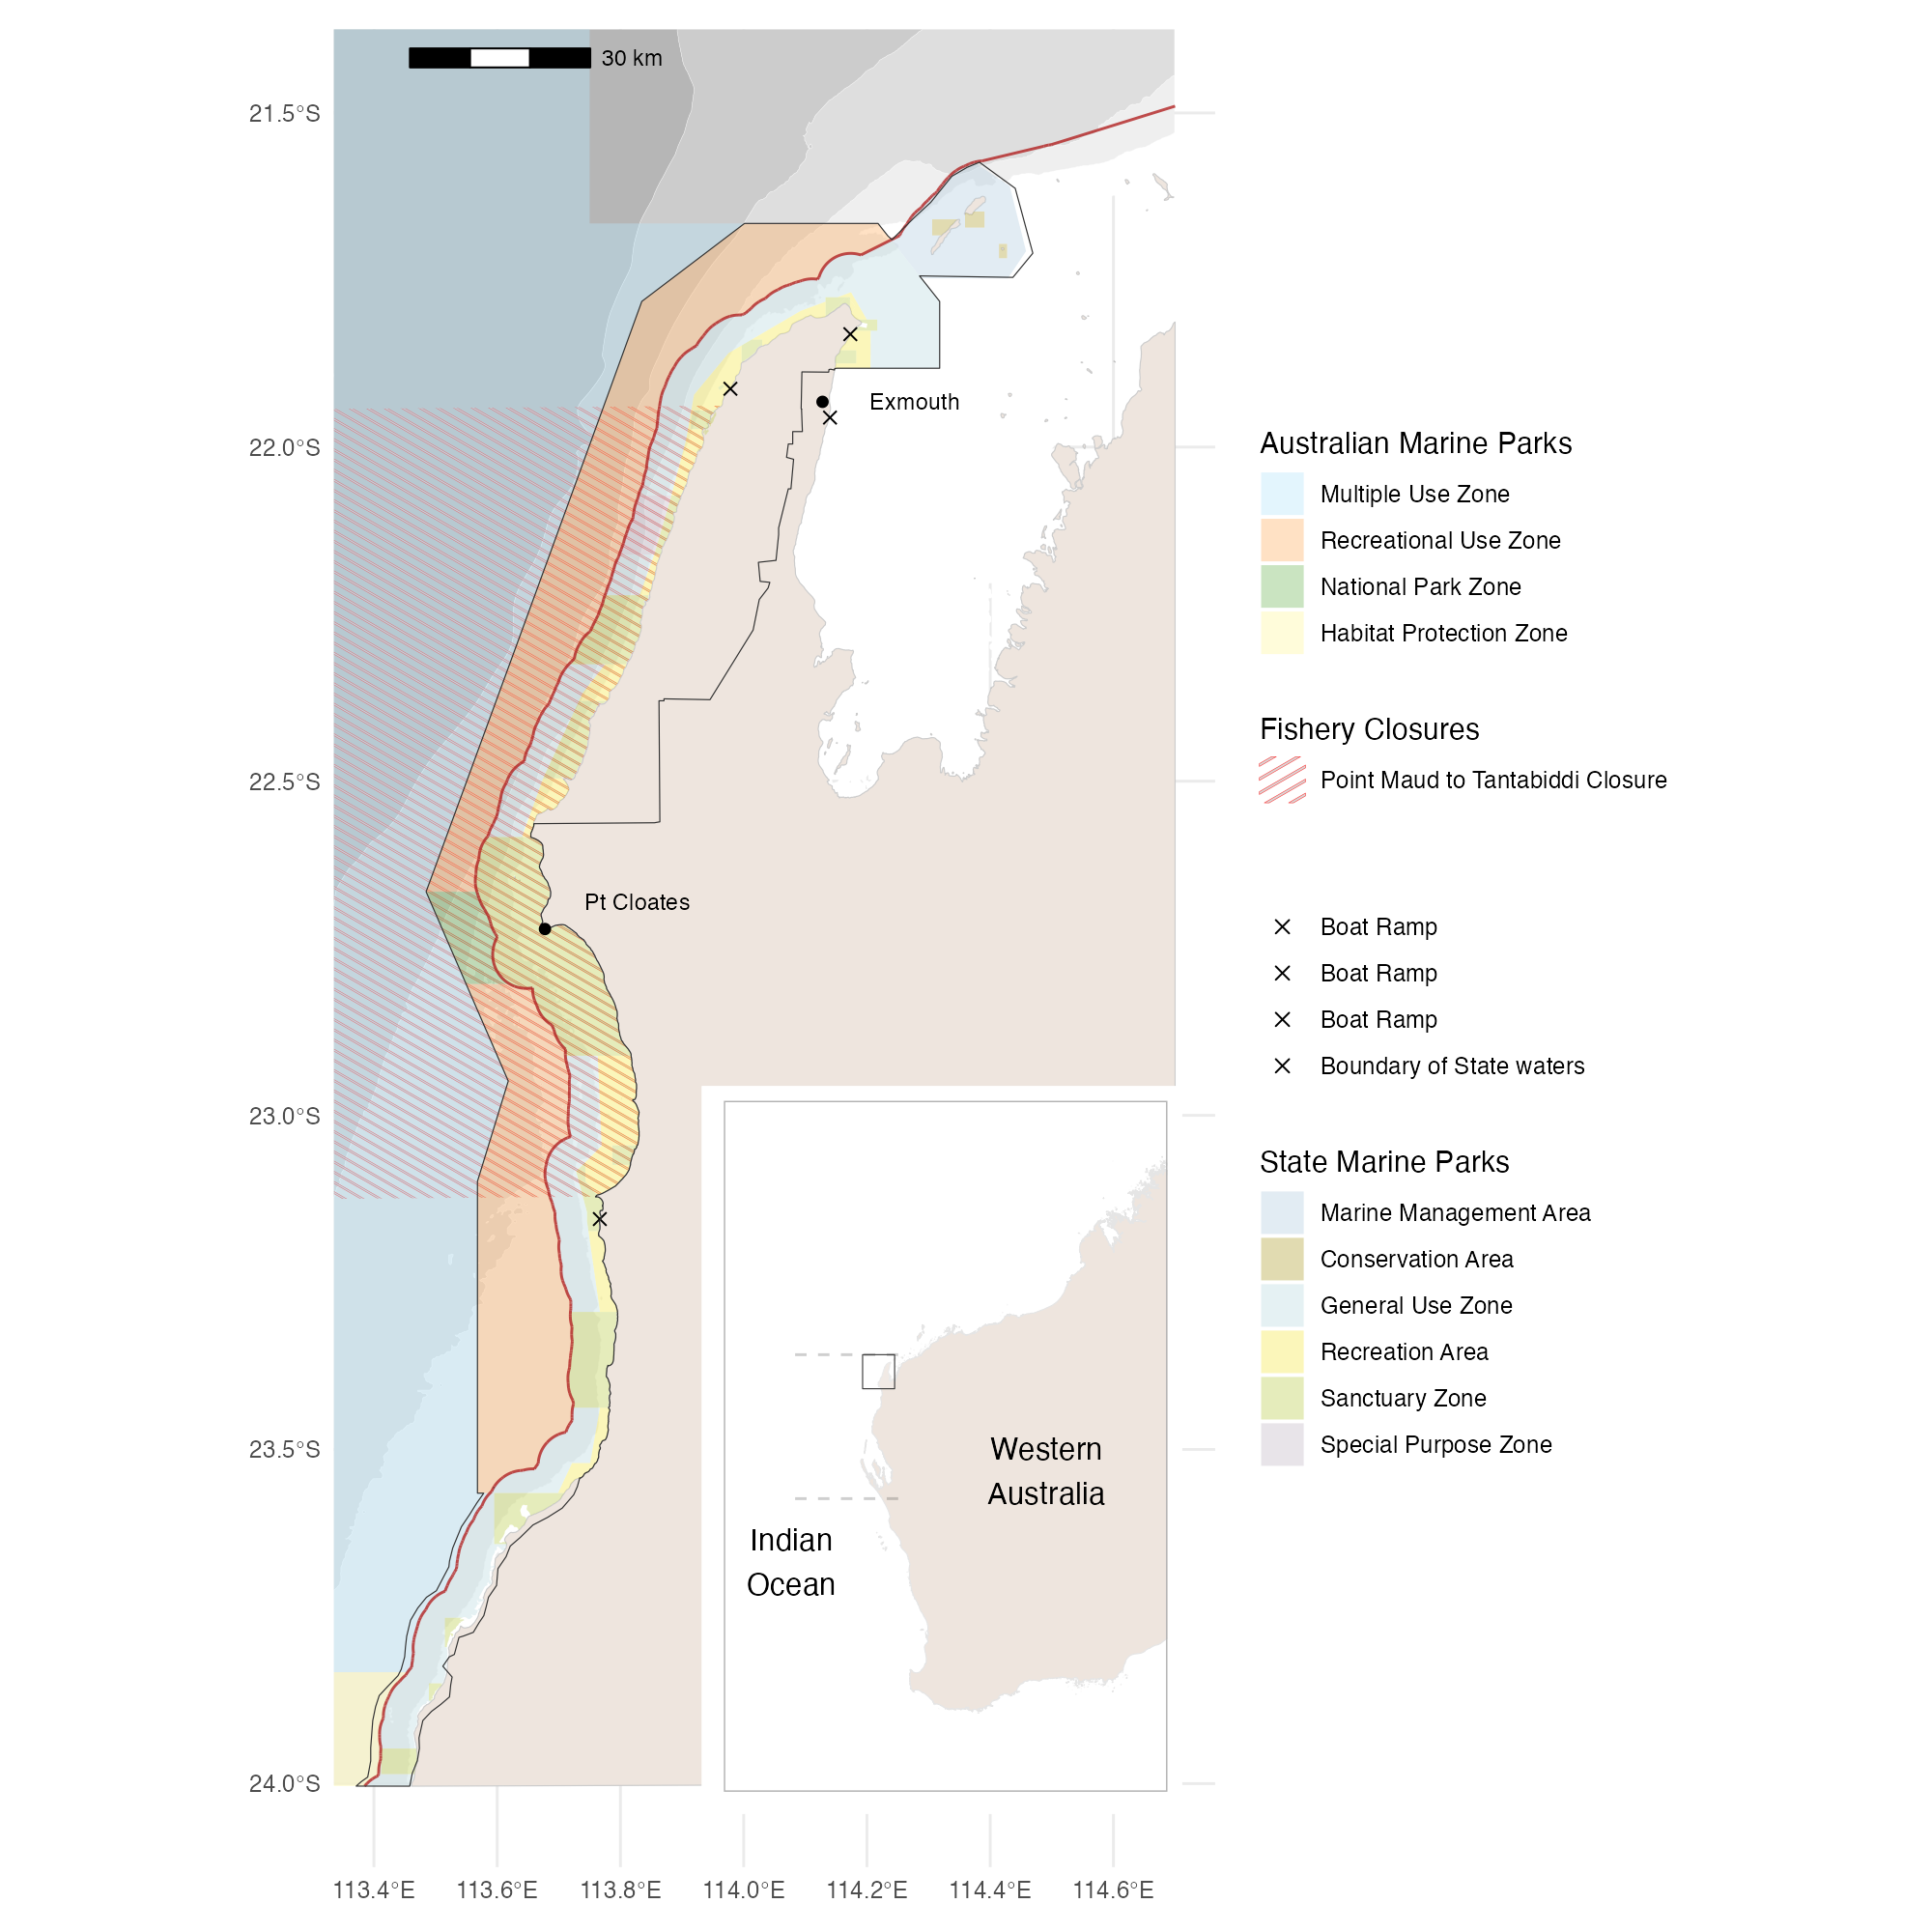 30 km
21.5°S
22.0°S
22.5°S
23.0°S
23.5°S
24.0°S
113.4°E
113.6°E
113.8°E
114.0°E
114.2°E
114.4°E
114.6°E
Exmouth
Pt Cloates
Western
Australia
Indian
Ocean
Australian Marine Parks
Multiple Use Zone
Recreational Use Zone
National Park Zone
Habitat Protection Zone
Fishery Closures
Point Maud to Tantabiddi Closure
Boat Ramp
Boat Ramp
Boat Ramp
Boundary of State waters
State Marine Parks
Marine Management Area
Conservation Area
General Use Zone
Recreation Area
Sanctuary Zone
Special Purpose Zone